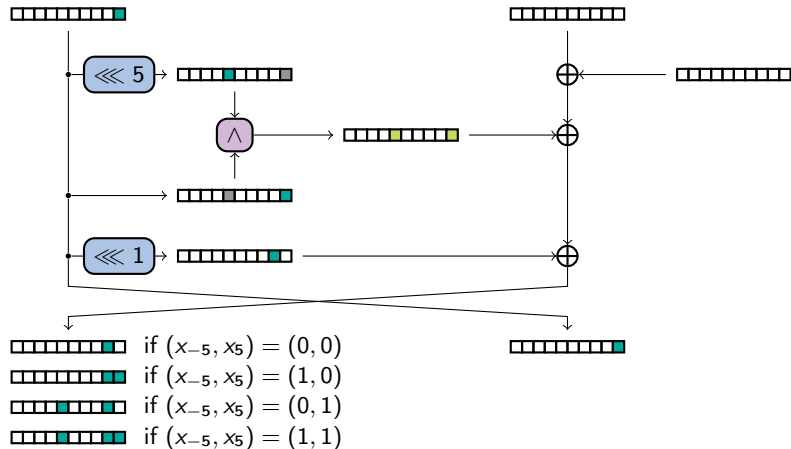 ⋘ 5
∧
⋘ 1
if (x₋₅, x₅) = (0, 0)
if (x₋₅, x₅) = (1, 0)
if (x₋₅, x₅) = (0, 1)
if (x₋₅, x₅) = (1, 1)